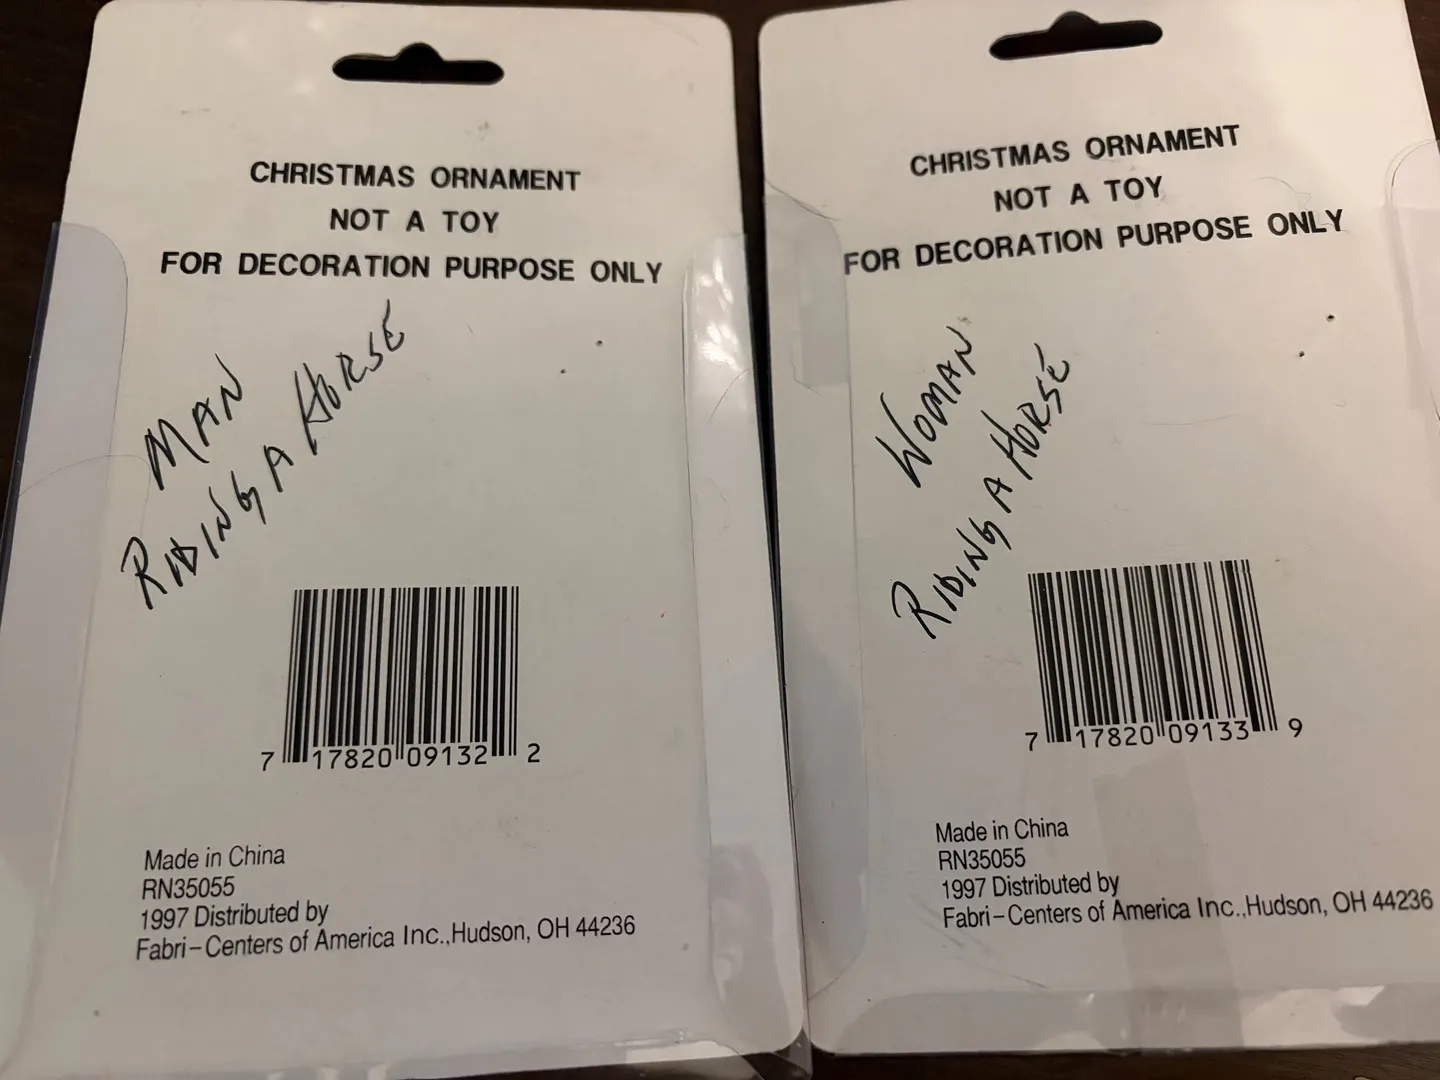 CHRISTMAS ORNAMENT
NOT A TOY
FOR DECORATION PURPOSE ONLY
MAN
RIDING A HORSE
7 17820 09132 2
Made in China
RN35055
1997 Distributed by
Fabri-Centers of America Inc.,Hudson, OH 44236
CHRISTMAS ORNAMENT
NOT A TOY
FOR DECORATION PURPOSE ONLY
WOMAN
RIDING A HORSE
7 17820 09133 9
Made in China
RN35055
1997 Distributed by
Fabri-Centers of America Inc.,Hudson, OH 44236